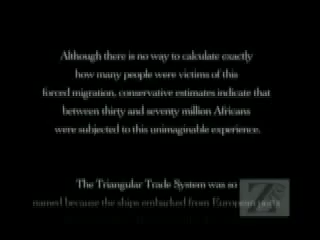 Although there is no way to calculate exactly
how many people were victims of this
forced migration, conservative estimates indicate that
between thirty and seventy million Africans
were subjected to this unimaginable experience.
The Triangular Trade System was so
named because the ships embarked from European ports
Z